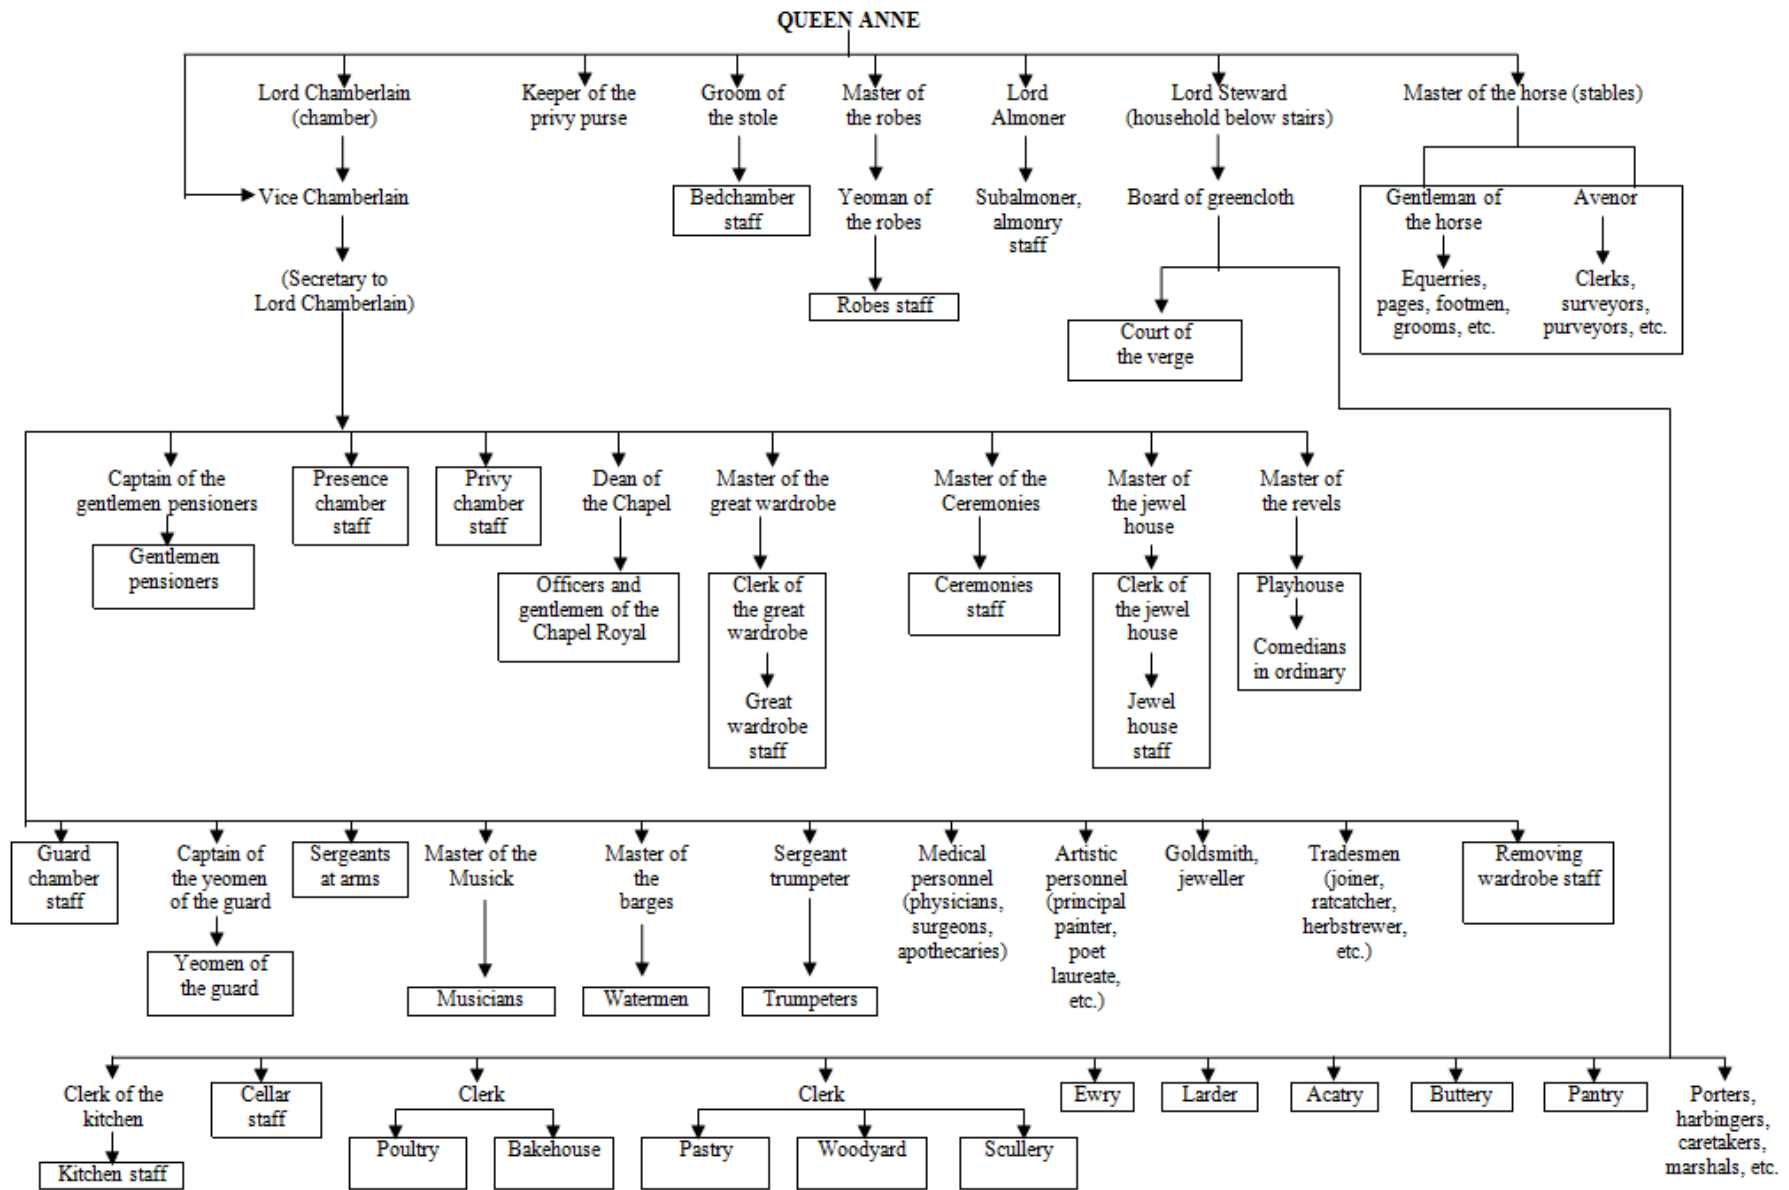 QUEEN ANNE
Lord Chamberlain
(chamber)
Keeper of the
privy purse
Groom of
the stole
Master of
the robes
Lord
Almoner
Lord Steward
(household below stairs)
Master of the horse (stables)
Vice Chamberlain
Bedchamber
staff
Yeoman of
the robes
Subalmoner,
almonry
staff
Board of greencloth
Gentleman of
the horse
Avenor
(Secretary to
Lord Chamberlain)
Robes staff
Court of
the verge
Equerries,
pages, footmen,
grooms, etc.
Clerks,
surveyors,
purveyors, etc.
Captain of the
gentlemen pensioners
Presence
chamber
staff
Privy
chamber
staff
Dean of
the Chapel
Master of the
great wardrobe
Master of the
Ceremonies
Master of
the jewel
house
Master of
the revels
Gentlemen
pensioners
Officers and
gentlemen of the
Chapel Royal
Clerk of
the great
wardrobe
Great
wardrobe
staff
Ceremonies
staff
Clerk of
the jewel
house
Jewel
house
staff
Playhouse
Comedians
in ordinary
Guard
chamber
staff
Captain of
the yeomen
of the guard
Sergeants
at arms
Master of the
Musick
Master of
the
barges
Sergeant
trumpeter
Medical
personnel
(physicians,
surgeons,
apothecaries)
Artistic
personnel
(principal
painter,
poet
laureate,
etc.)
Goldsmith,
jeweller
Tradesmen
(joiner,
ratcatcher,
herbstrewer,
etc.)
Removing
wardrobe staff
Yeomen of
the guard
Musicians
Watermen
Trumpeters
Clerk of the
kitchen
Cellar
staff
Clerk
Clerk
Ewry
Larder
Acatry
Buttery
Pantry
Porters,
harbingers,
caretakers,
marshals, etc.
Kitchen staff
Poultry
Bakehouse
Pastry
Woodyard
Scullery